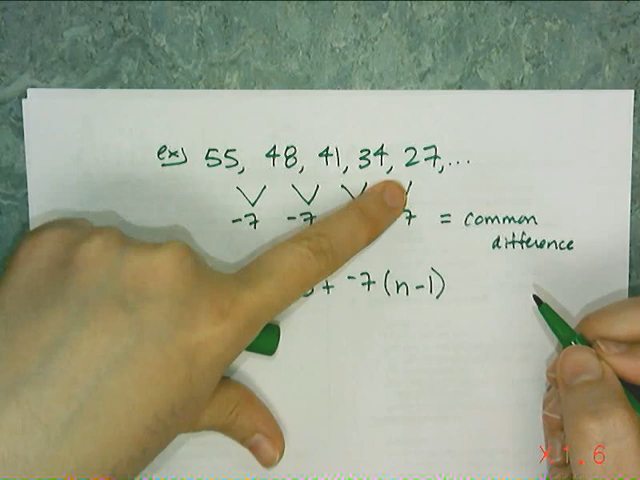 ex) 55, 48, 41, 34, 27, ...
-7 -7 7 = common
difference
+ -7 (n-1)
X1.6